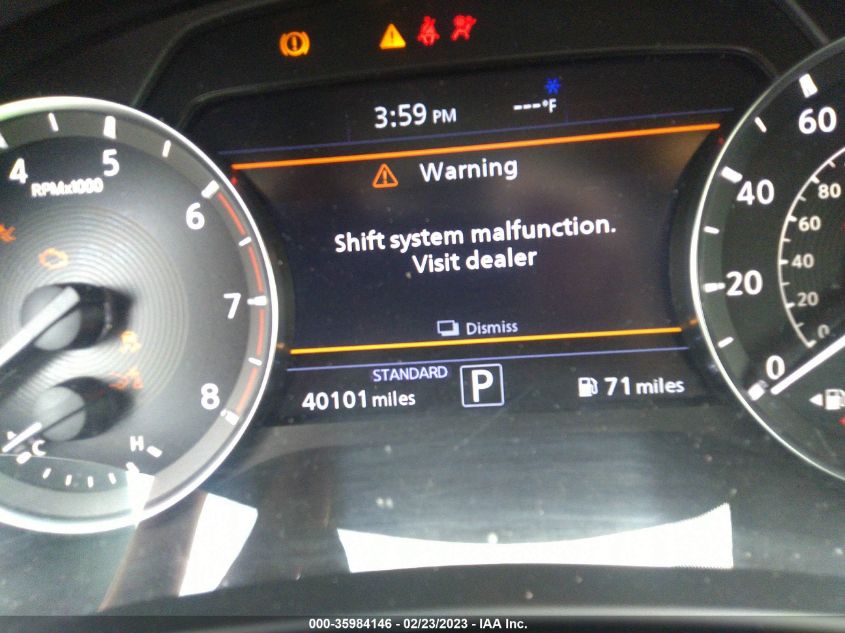 3:59 PM ---°F
Warning
Shift system malfunction.
Visit dealer
Dismiss
STANDARD
40101 miles P 71 miles
4 5 6 7 8
RPMx1000
C H
0 20 40 60
0 20 40 60 80
000-35984146 - 02/23/2023 - IAA Inc.